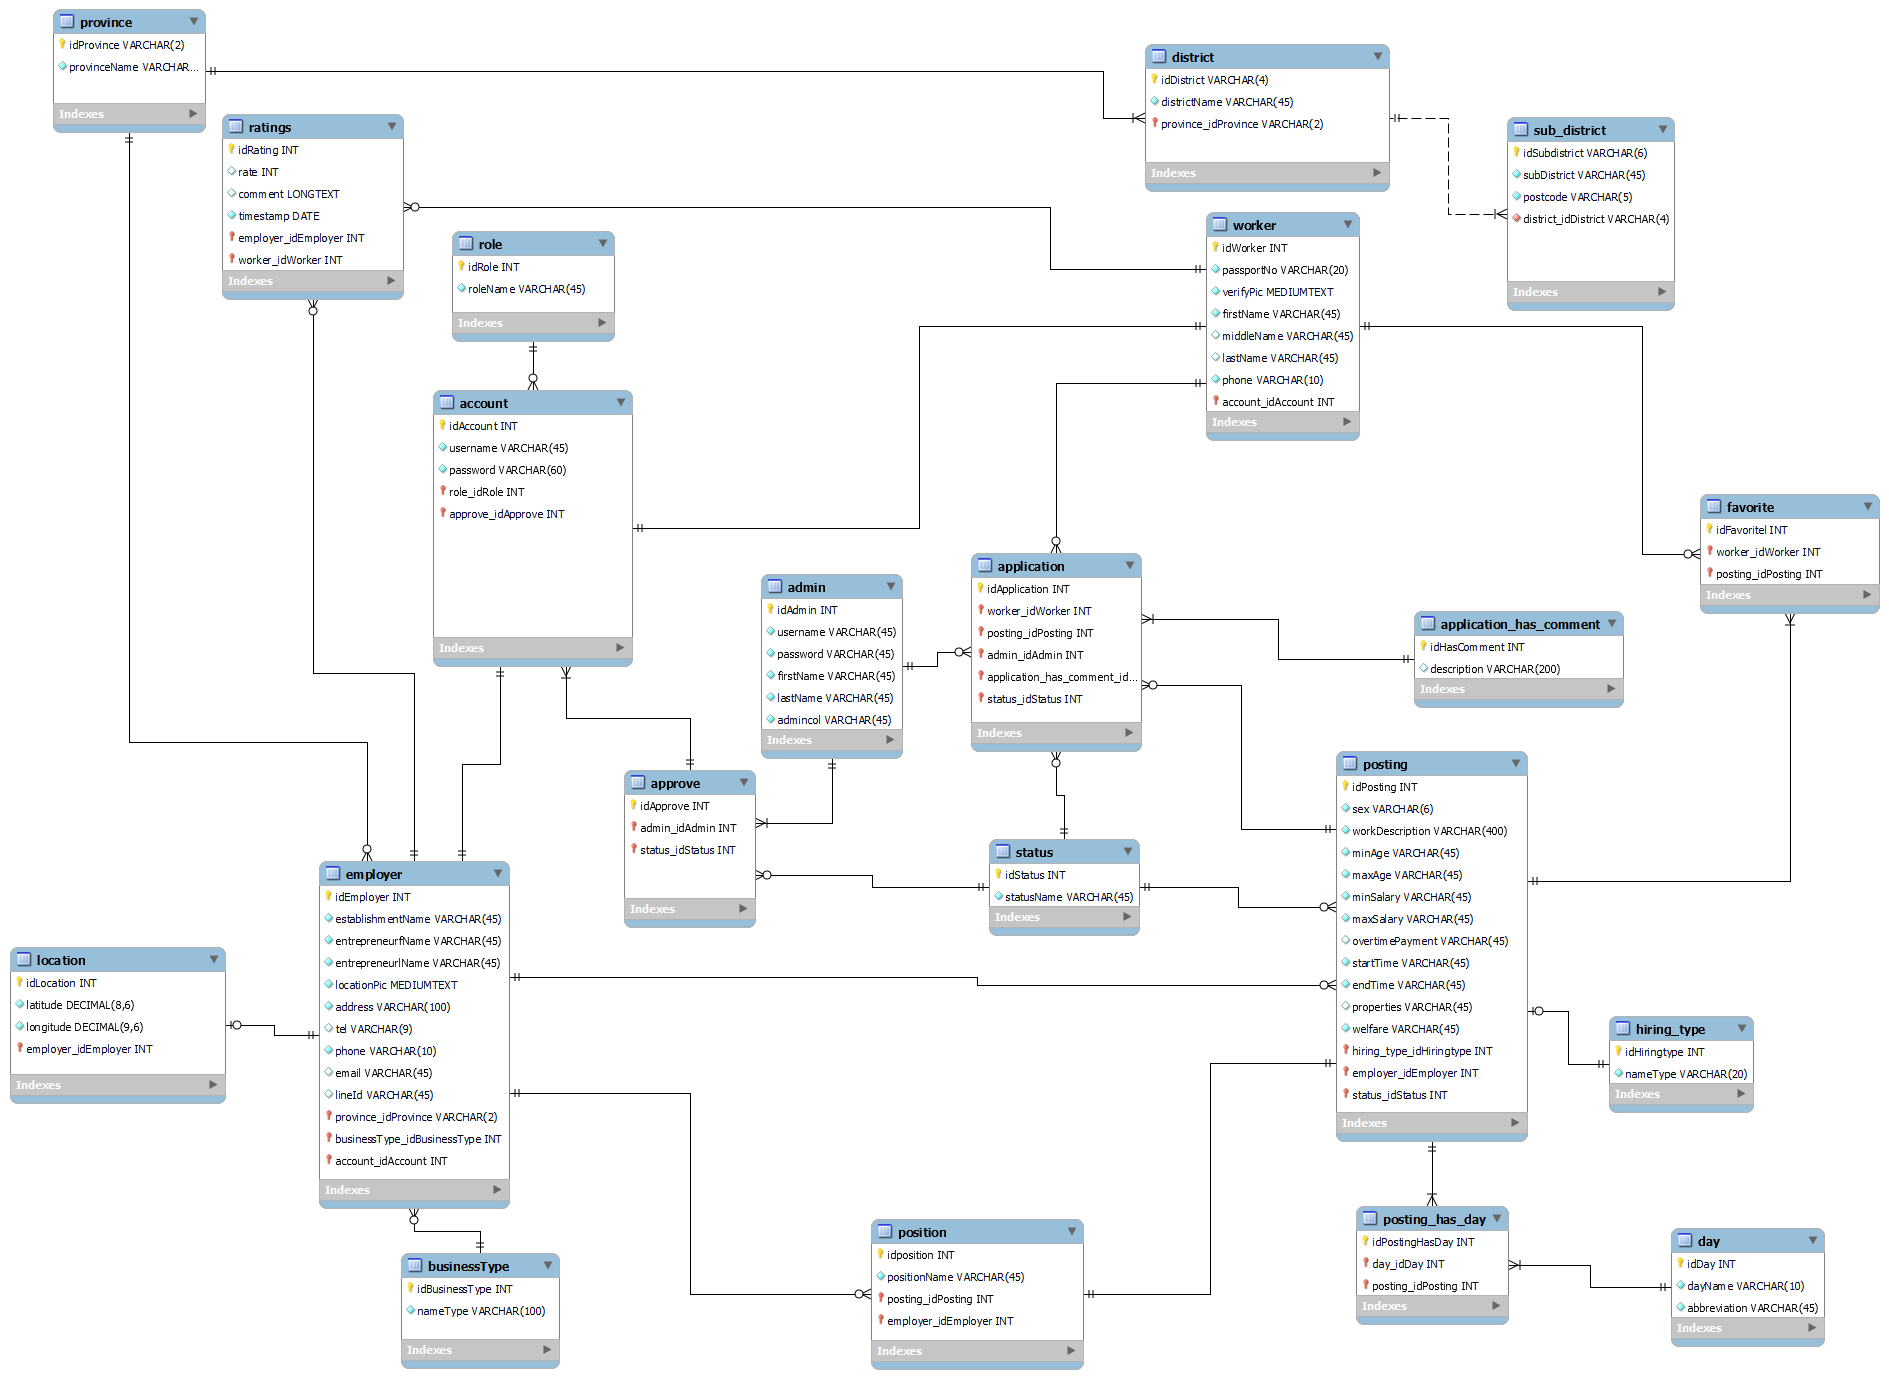 province
idProvince VARCHAR(2)
provinceName VARCHAR...
Indexes
district
idDistrict VARCHAR(4)
districtName VARCHAR(45)
province_idProvince VARCHAR(2)
Indexes
sub_district
idSubdistrict VARCHAR(6)
subDistrict VARCHAR(45)
postcode VARCHAR(5)
district_idDistrict VARCHAR(4)
Indexes
ratings
idRating INT
rate INT
comment LONGTEXT
timestamp DATE
employer_idEmployer INT
worker_idWorker INT
Indexes
role
idRole INT
roleName VARCHAR(45)
Indexes
worker
idWorker INT
passportNo VARCHAR(20)
verifyPic MEDIUMTEXT
firstName VARCHAR(45)
middleName VARCHAR(45)
lastName VARCHAR(45)
phone VARCHAR(10)
account_idAccount INT
Indexes
account
idAccount INT
username VARCHAR(45)
password VARCHAR(60)
role_idRole INT
approve_idApprove INT
Indexes
favorite
idFavoritel INT
worker_idWorker INT
posting_idPosting INT
Indexes
application
idApplication INT
worker_idWorker INT
posting_idPosting INT
admin_idAdmin INT
application_has_comment_id...
status_idStatus INT
Indexes
admin
idAdmin INT
username VARCHAR(45)
password VARCHAR(45)
firstName VARCHAR(45)
lastName VARCHAR(45)
admincol VARCHAR(45)
Indexes
application_has_comment
idHasComment INT
description VARCHAR(200)
Indexes
approve
idApprove INT
admin_idAdmin INT
status_idStatus INT
Indexes
status
idStatus INT
statusName VARCHAR(45)
Indexes
posting
idPosting INT
sex VARCHAR(6)
workDescription VARCHAR(400)
minAge VARCHAR(45)
maxAge VARCHAR(45)
minSalary VARCHAR(45)
maxSalary VARCHAR(45)
overtimePayment VARCHAR(45)
startTime VARCHAR(45)
endTime VARCHAR(45)
properties VARCHAR(45)
welfare VARCHAR(45)
hiring_type_idHiringtype INT
employer_idEmployer INT
status_idStatus INT
Indexes
employer
idEmployer INT
establishmentName VARCHAR(45)
entrepreneurfName VARCHAR(45)
entrepreneurlName VARCHAR(45)
locationPic MEDIUMTEXT
address VARCHAR(100)
tel VARCHAR(9)
phone VARCHAR(10)
email VARCHAR(45)
lineId VARCHAR(45)
province_idProvince VARCHAR(2)
businessType_idBusinessType INT
account_idAccount INT
Indexes
location
idLocation INT
latitude DECIMAL(8,6)
longitude DECIMAL(9,6)
employer_idEmployer INT
Indexes
hiring_type
idHiringtype INT
nameType VARCHAR(20)
Indexes
businessType
idBusinessType INT
nameType VARCHAR(100)
Indexes
position
idposition INT
positionName VARCHAR(45)
posting_idPosting INT
employer_idEmployer INT
Indexes
posting_has_day
idPostingHasDay INT
day_idDay INT
posting_idPosting INT
Indexes
day
idDay INT
dayName VARCHAR(10)
abbreviation VARCHAR(45)
Indexes